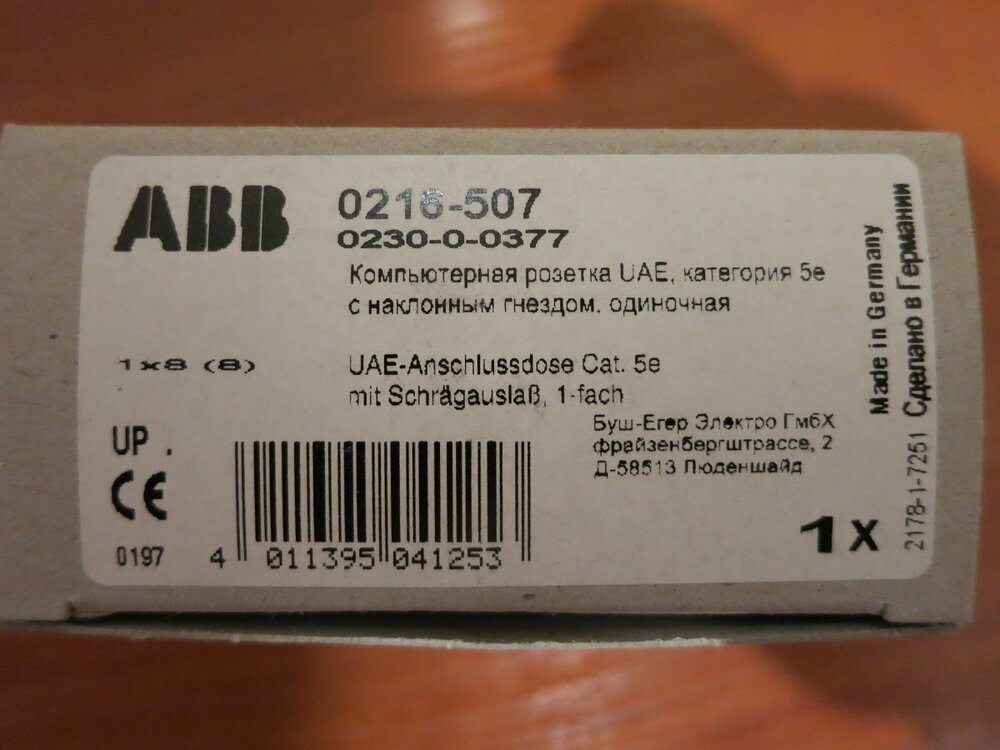 ABB
0216-507
0230-0-0377
Компьютерная розетка UAE, категория 5e
с наклонным гнездом, одиночная
1x8 (8)
UAE-Anschlussdose Cat. 5e
mit Schrägauslaß, 1-fach
Буш-Егер Электро ГмбХ
фрайзенбергштрассе, 2
Д-58513 Люденшайд
UP .
CE
0197
4 011395 041253
1 X
Made in Germany
Сделано в Германии
2178-1-7251